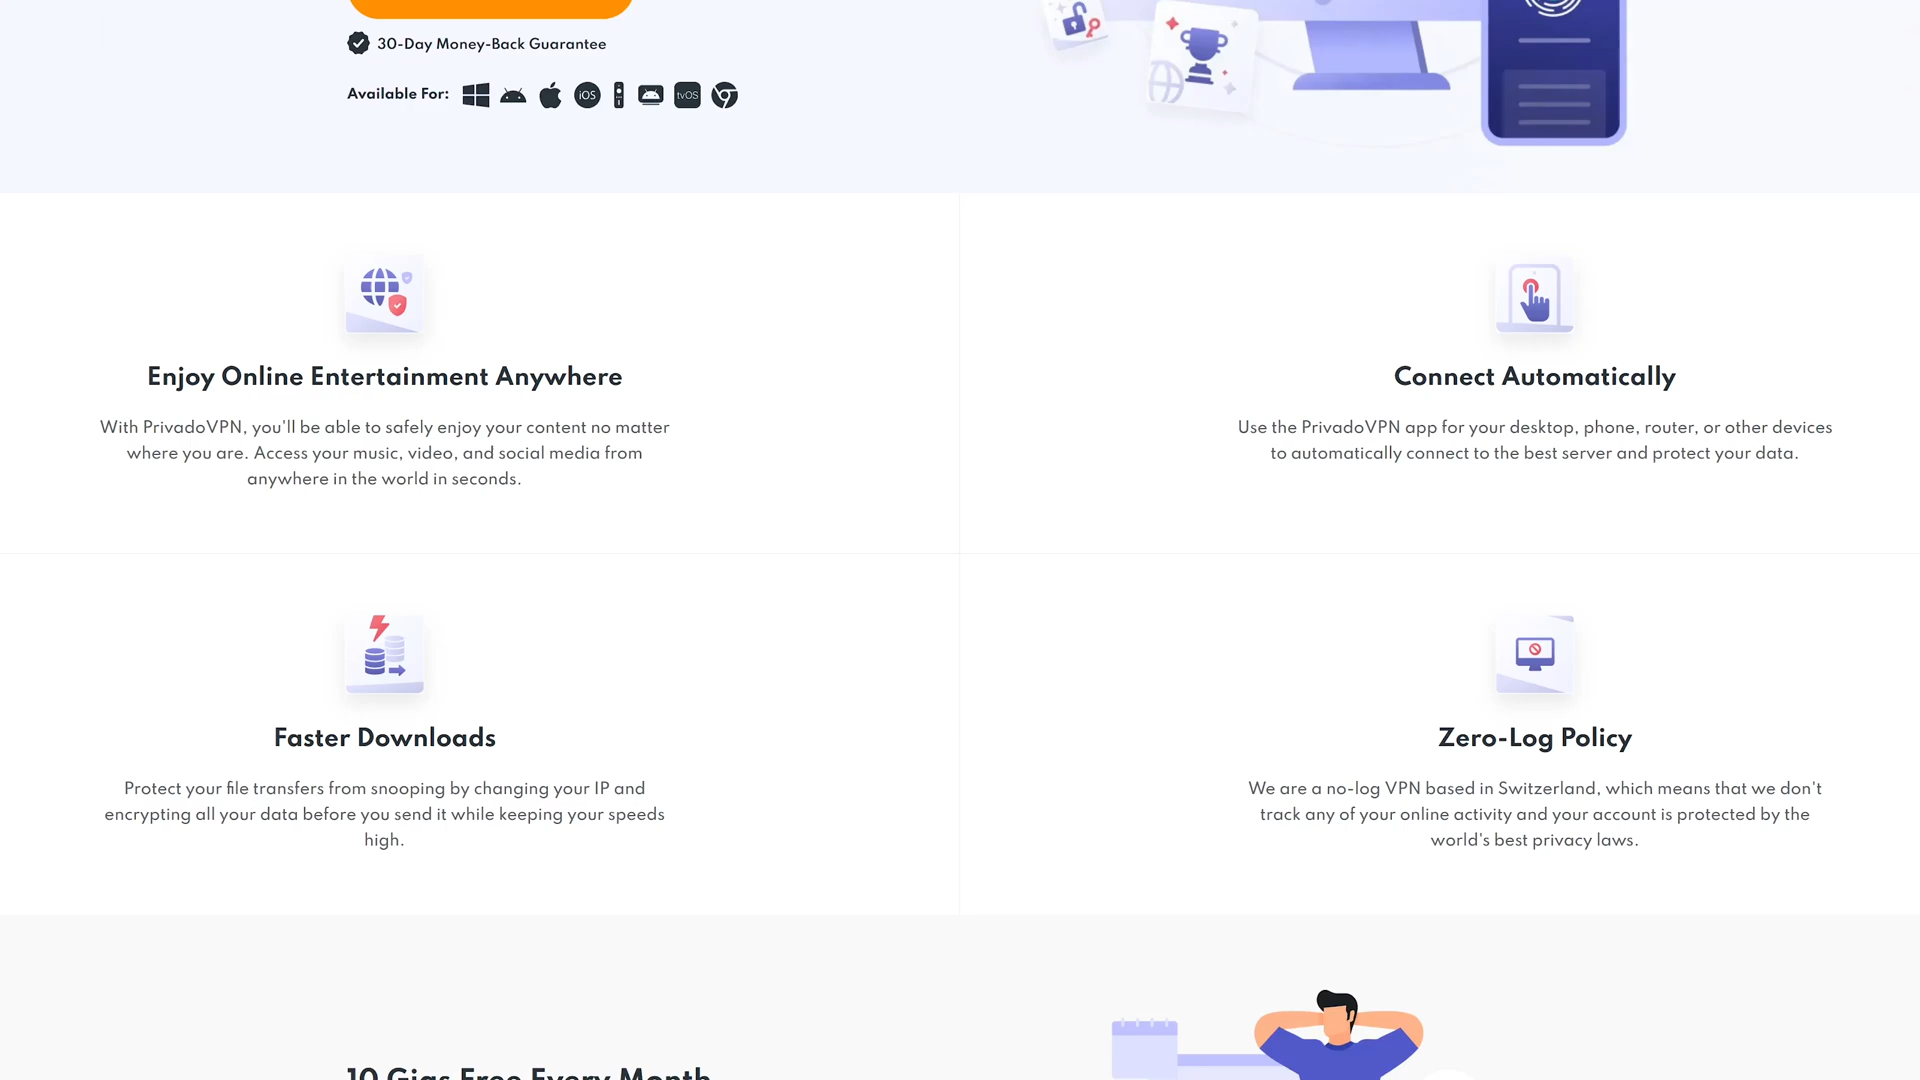 30-Day Money-Back Guarantee
Available For:
iOS
tvOS
Enjoy Online Entertainment Anywhere
With PrivadoVPN, you'll be able to safely enjoy your content no matter
where you are. Access your music, video, and social media from
anywhere in the world in seconds.
Connect Automatically
Use the PrivadoVPN app for your desktop, phone, router, or other devices
to automatically connect to the best server and protect your data.
Faster Downloads
Protect your file transfers from snooping by changing your IP and
encrypting all your data before you send it while keeping your speeds
high.
Zero-Log Policy
We are a no-log VPN based in Switzerland, which means that we don't
track any of your online activity and your account is protected by the
world's best privacy laws.
10 Gigs Free Every Month